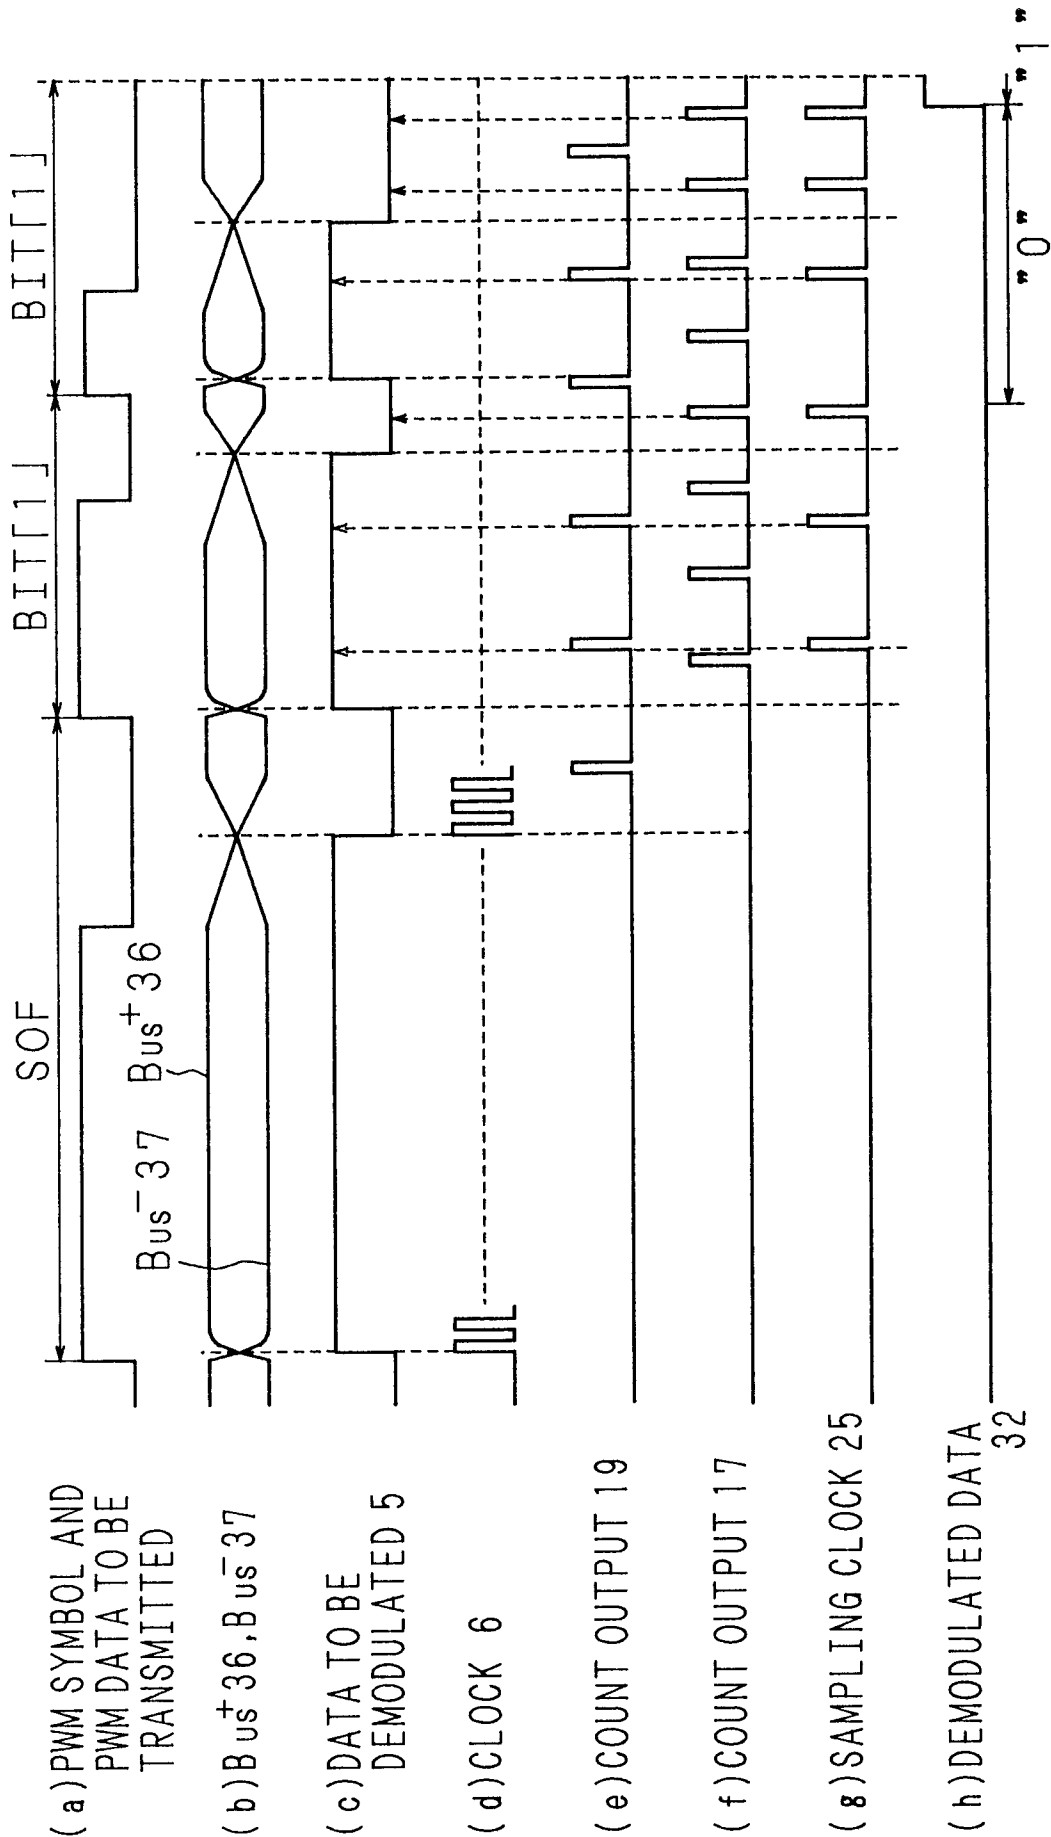 SOF
BIT[1]
BIT[1]
(a)PWM SYMBOL AND
PWM DATA TO BE
TRANSMITTED
Bus⁻37
Bus⁺36
(b)Bus⁺36,Bus⁻37
(c)DATA TO BE
DEMODULATED 5
(d)CLOCK 6
(e)COUNT OUTPUT 19
(f)COUNT OUTPUT 17
(g)SAMPLING CLOCK 25
(h)DEMODULATED DATA
32
"0"
"1"